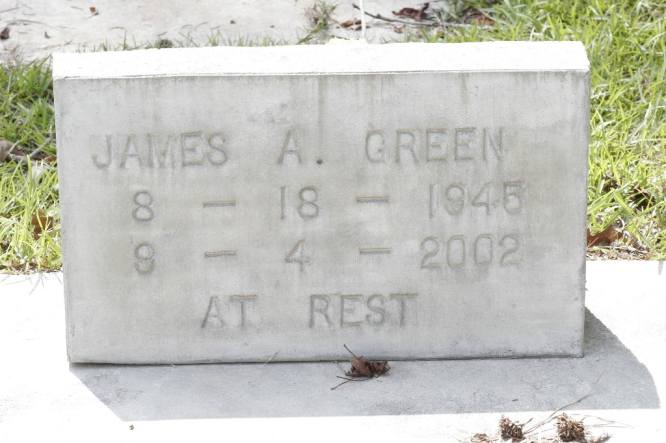 JAMES A. GREEN
8 - 18 - 1945
9 - 4 - 2002
AT REST